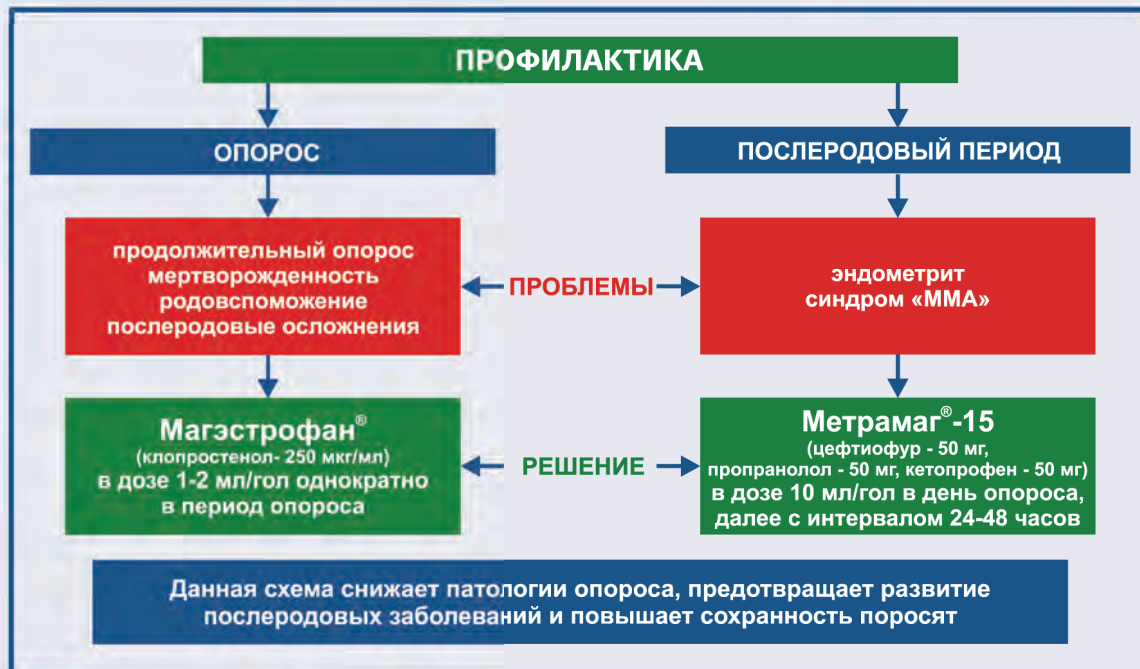 ПРОФИЛАКТИКА
ОПОРОС
ПОСЛЕРОДОВЫЙ ПЕРИОД
продолжительный опорос
мертворожденность
родовспоможение
послеродовые осложнения
ПРОБЛЕМЫ
эндометрит
синдром «ММА»
Магэстрофан®
(клопростенол- 250 мкг/мл)
в дозе 1-2 мл/гол однократно
в период опороса
РЕШЕНИЕ
Метрамаг®-15
(цефтиофур - 50 мг,
пропранолол - 50 мг, кетопрофен - 50 мг)
в дозе 10 мл/гол в день опороса,
далее с интервалом 24-48 часов
Данная схема снижает патологии опороса, предотвращает развитие
послеродовых заболеваний и повышает сохранность поросят